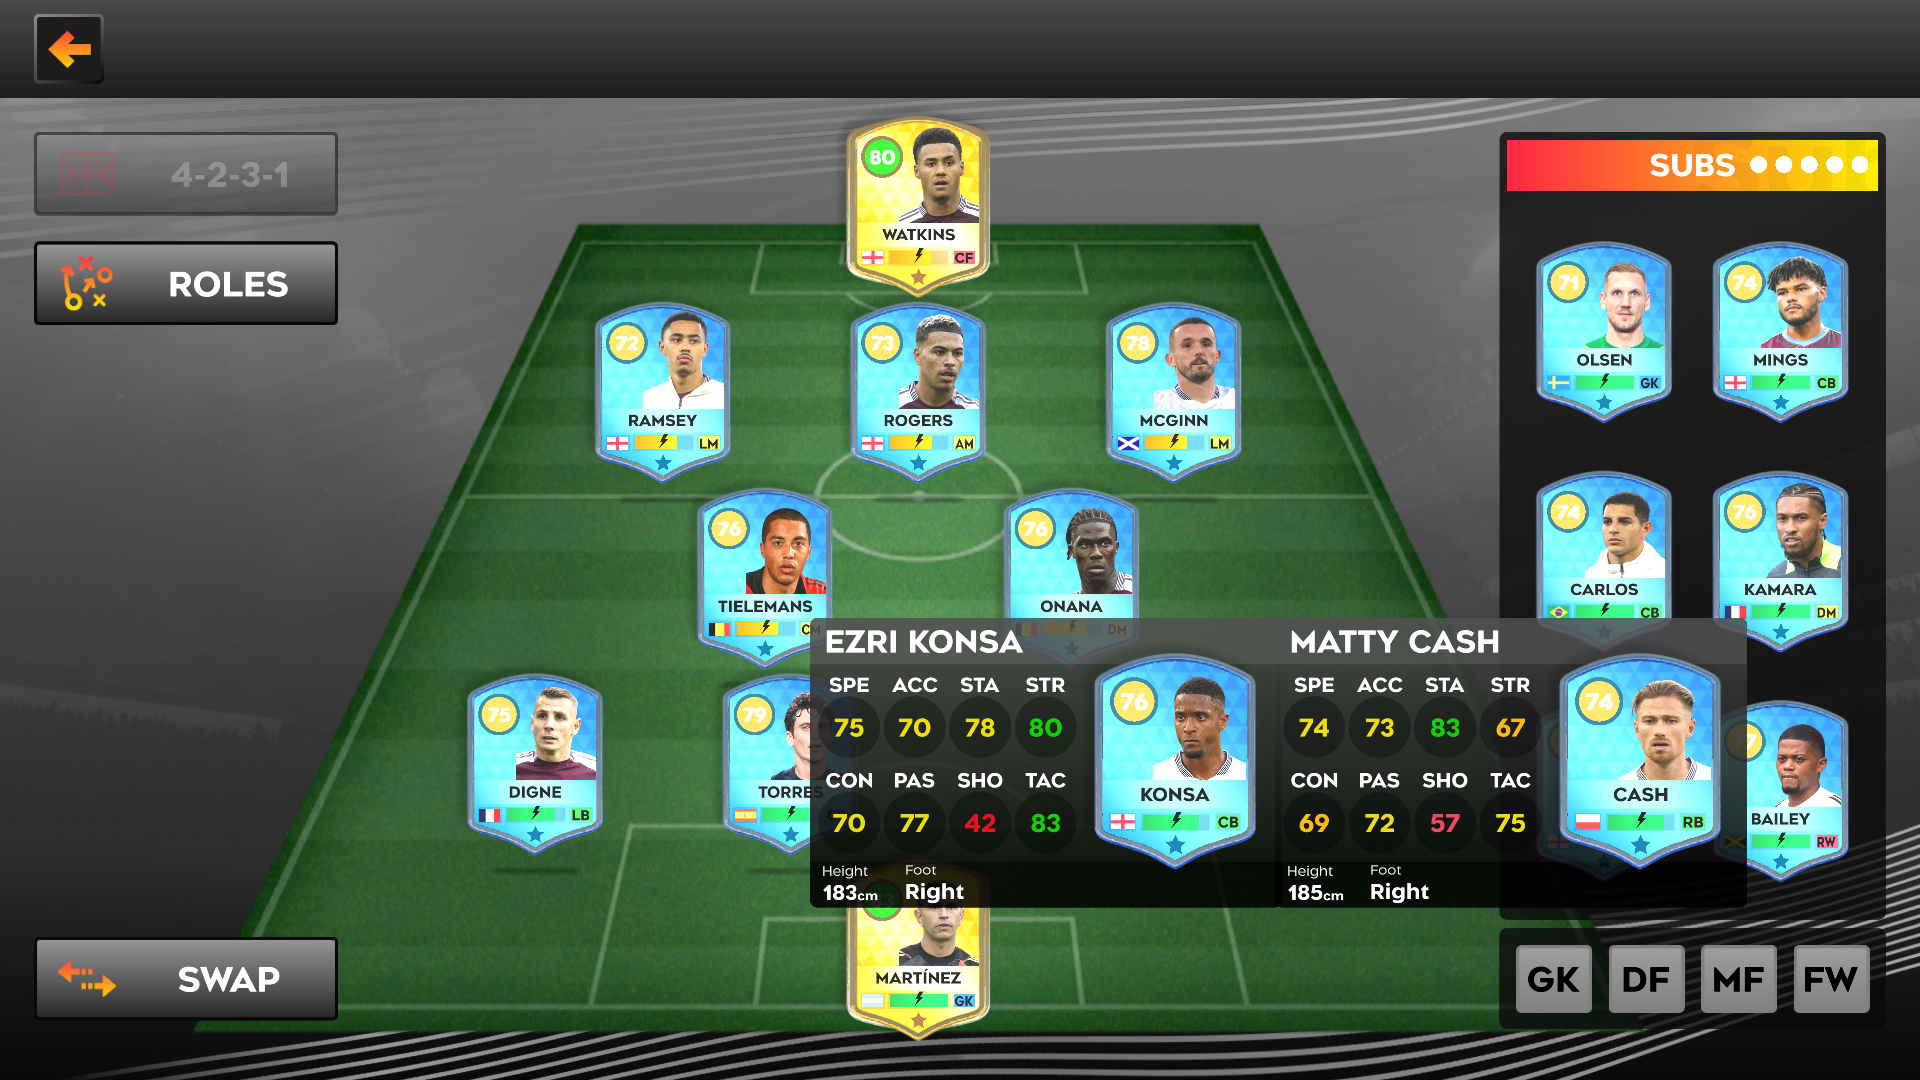 4-2-3-1
ROLES
SWAP
80
WATKINS
CF
72
RAMSEY
LM
73
ROGERS
AM
78
MCGINN
LM
76
TIELEMANS
CM
76
ONANA
DM
75
DIGNE
LB
79
TORRES
MARTÍNEZ
GK
EZRI KONSA
SPE ACC STA STR
75 70 78 80
CON PAS SHO TAC
70 77 42 83
Height Foot
183cm Right
76
KONSA
CB
MATTY CASH
SPE ACC STA STR
74 73 83 67
CON PAS SHO TAC
69 72 57 75
Height Foot
185cm Right
74
CASH
RB
SUBS
71
OLSEN
GK
74
MINGS
CB
74
CARLOS
CB
76
KAMARA
DM
BAILEY
RW
GK DF MF FW